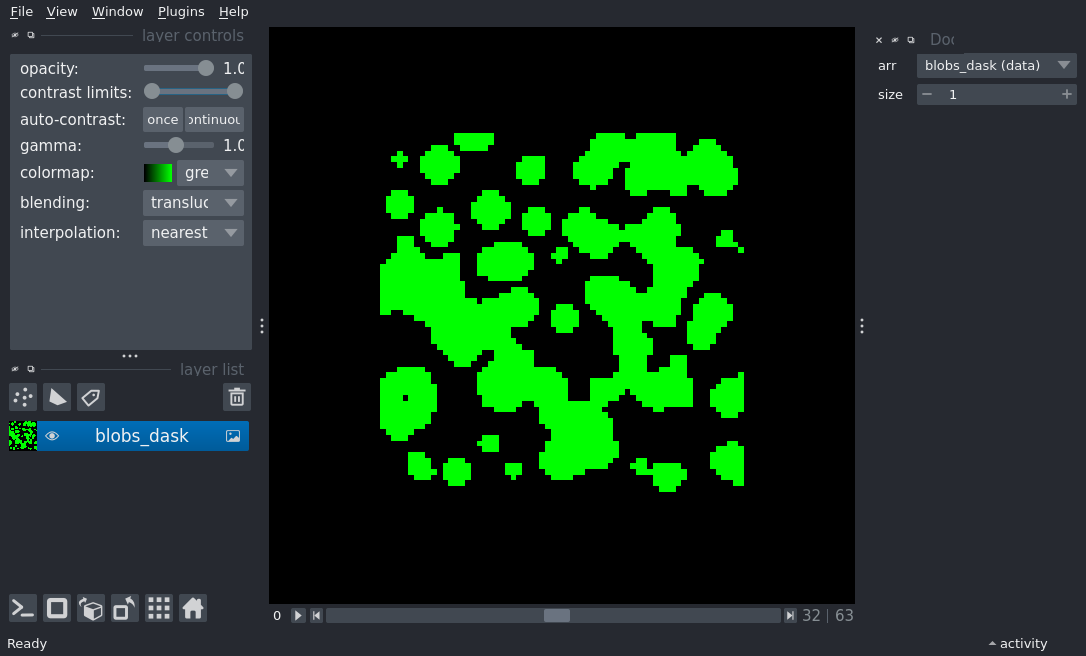 File View Window Plugins Help
layer controls
opacity: 1.0
contrast limits:
auto-contrast: once ontinuou
gamma: 1.0
colormap: gre
blending: transluc
interpolation: nearest
layer list
blobs_dask
Ready
0
32 | 63
Doc
arr blobs_dask (data)
size 1
activity